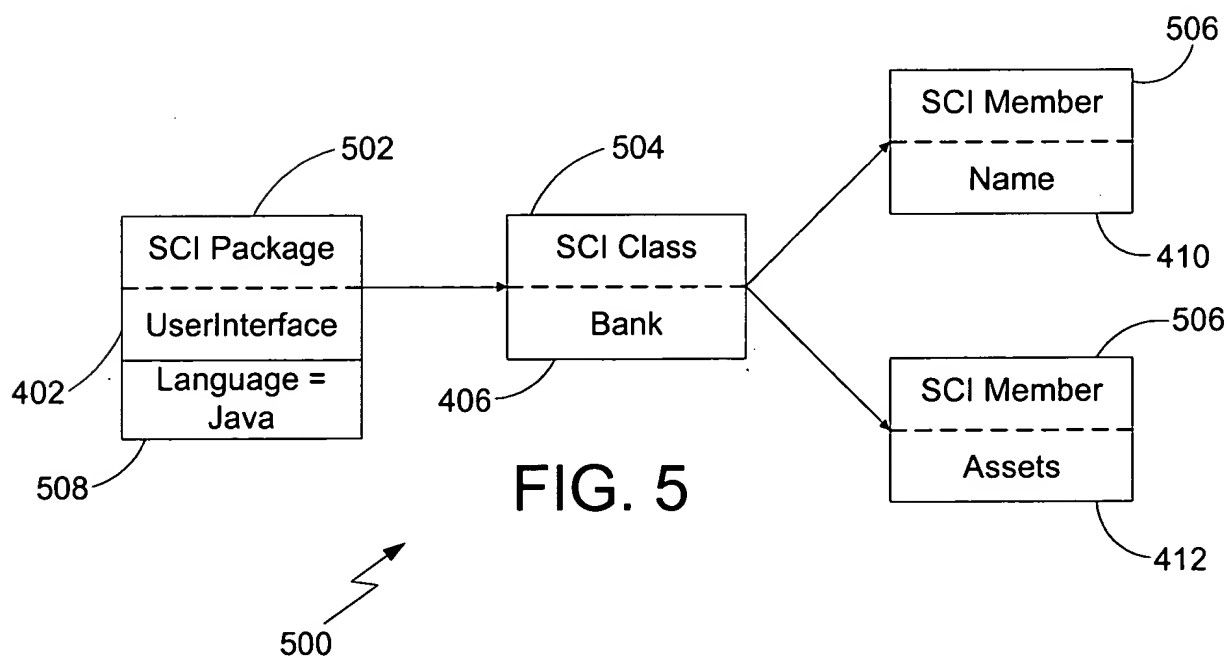 506
SCI Member
Name
410
502
504
SCI Package
UserInterface
Language =
Java
402
508
SCI Class
Bank
406
506
SCI Member
Assets
412
FIG. 5
500